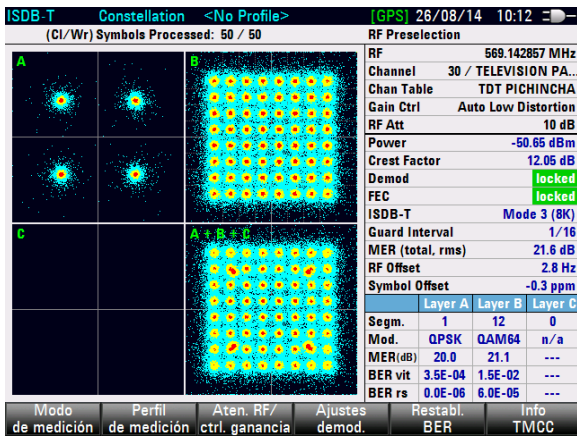 ISDB-T Constellation <No Profile> [GPS] 26/08/14 10:12
(CI/Wr) Symbols Processed: 50 / 50
RF Preselection
A
B
C
A + B + C
RF 569.142857 MHz
Channel 30 / TELEVISION PA...
Chan Table TDT PICHINCHA
Gain Ctrl Auto Low Distortion
RF Att 10 dB
Power -50.65 dBm
Crest Factor 12.05 dB
Demod locked
FEC locked
ISDB-T Mode 3 (8K)
Guard Interval 1/16
MER (total, rms) 21.6 dB
RF Offset 2.8 Hz
Symbol Offset -0.3 ppm
Layer A Layer B Layer C
Segm. 1 12 0
Mod. QPSK QAM64 n/a
MER(dB) 20.0 21.1 ---
BER vit 3.5E-04 1.5E-02 ---
BER rs 0.0E-06 6.0E-05 ---
Modo Perfil Aten. RF/ Ajustes Restabl. Info
de medición de medición ctrl. ganancia demod. BER TMCC